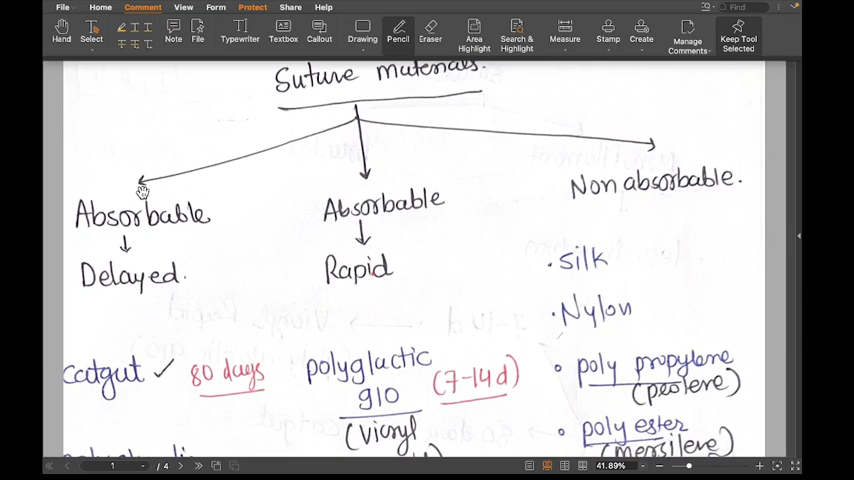 File Home Comment View Form Protect Share Help Find
Hand Select Note File Typewriter Textbox Callout Drawing Pencil Eraser Area Highlight Search & Highlight Measure Stamp Create Manage Comments Keep Tool Selected
Suture materials.
Absorbable Absorbable Non absorbable.
Delayed. Rapid
. silk
. Nylon
catgut ✓ 80 days polyglactic 910 (7-14d)
(vicryl
• poly propylene
(prolene)
• poly ester
(mersilene)
1 / 4 41.89%